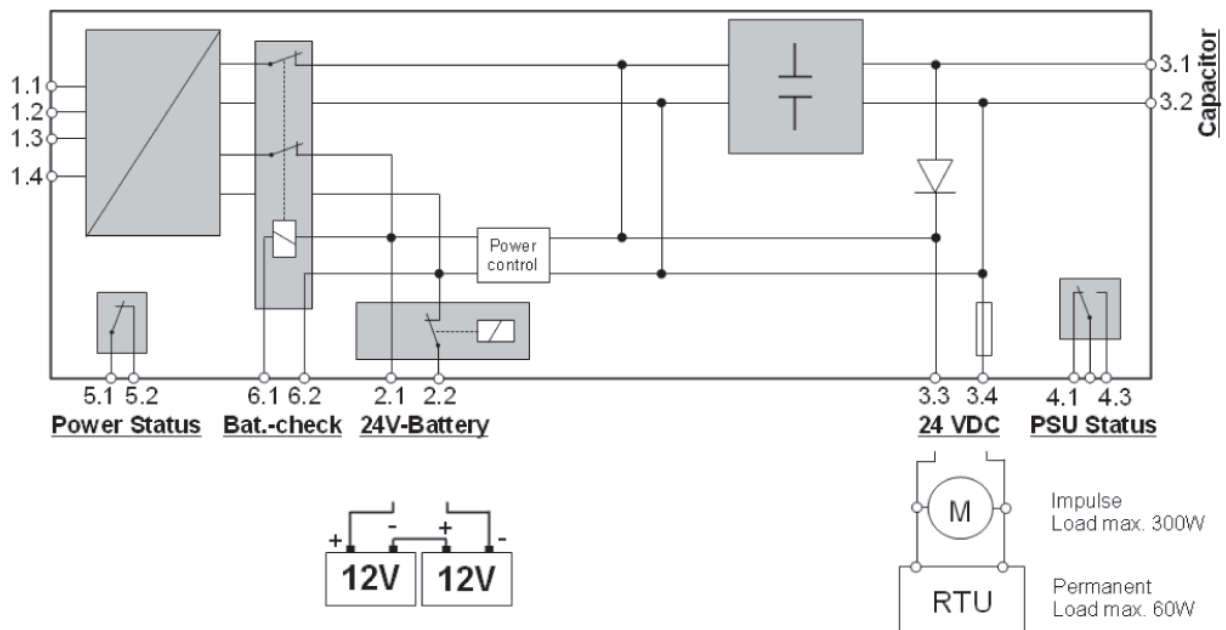 1.1
1.2
1.3
1.4
3.1
3.2
Capacitor
Power
control
5.1 5.2
6.1 6.2
2.1 2.2
3.3 3.4
4.1 4.3
Power Status
Bat.-check
24V-Battery
24 VDC
PSU Status
+ - + -
12V 12V
M
Impulse
Load max. 300W
RTU
Permanent
Load max. 60W